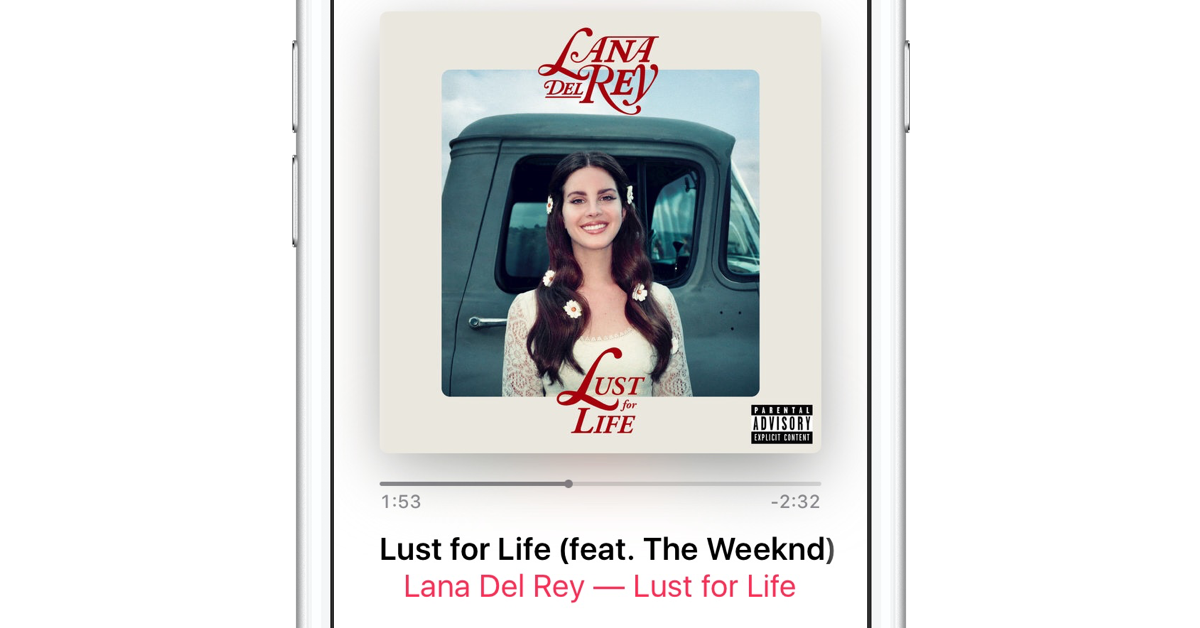 LANA
DEL REY
LUST
for
LIFE
PARENTAL
ADVISORY
EXPLICIT CONTENT
1:53
-2:32
Lust for Life (feat. The Weeknd)
Lana Del Rey — Lust for Life